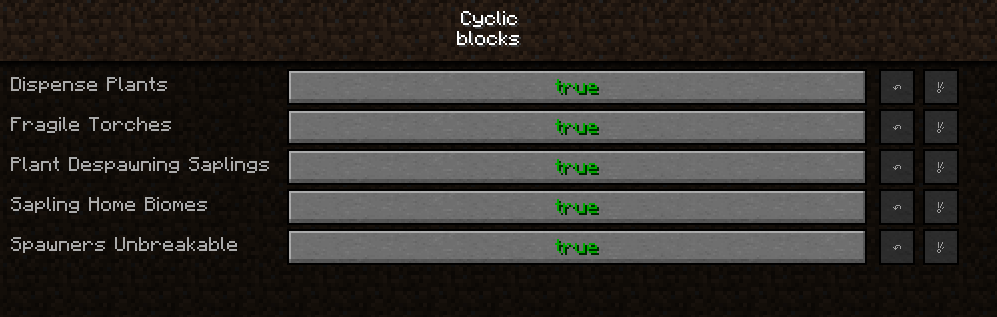 Cyclic
blocks
Dispense Plants true
Fragile Torches true
Plant Despawning Saplings true
Sapling Home Biomes true
Spawners Unbreakable true